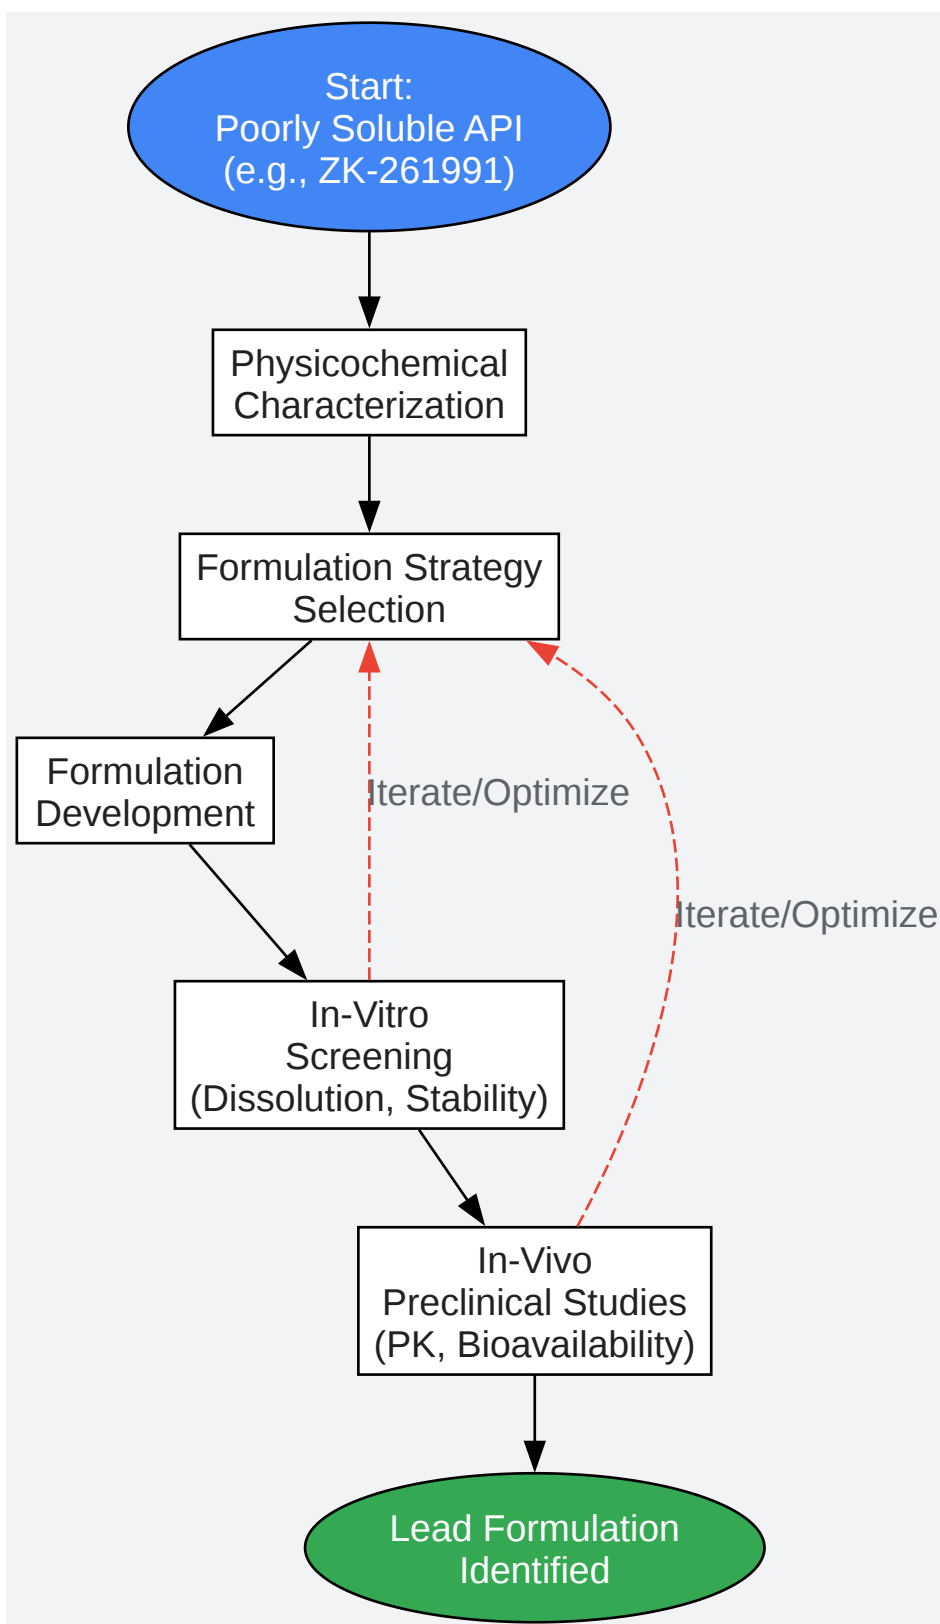 Start:
Poorly Soluble API
(e.g., ZK-261991)
Physicochemical
Characterization
Formulation Strategy
Selection
Formulation
Development
Iterate/Optimize
Iterate/Optimize
In-Vitro
Screening
(Dissolution, Stability)
In-Vivo
Preclinical Studies
(PK, Bioavailability)
Lead Formulation
Identified